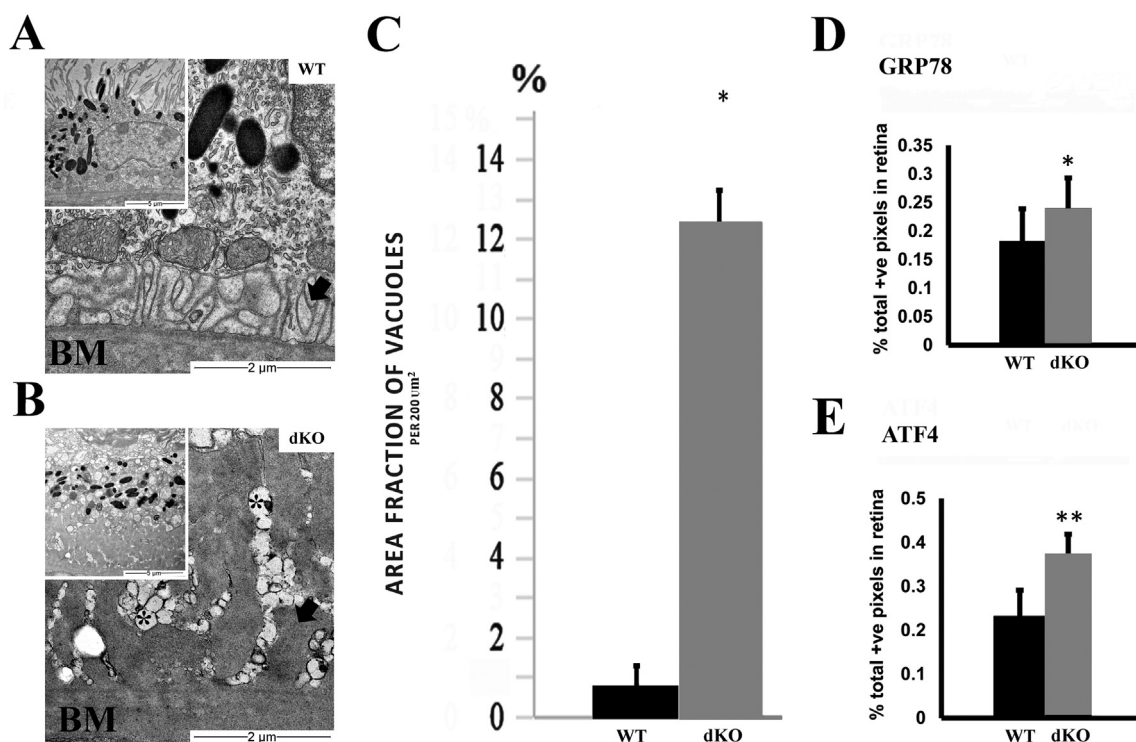 A
WT
5 µm
BM
2 µm
B
dKO
5 µm
*
*
BM
2 µm
C
%
*
AREA FRACTION OF VACUOLES
PER 200 um²
14
12
10
8
6
4
2
0
WT dKO
D
GRP78
% total +ve pixels in retina
0.35
0.3
0.25
0.2
0.15
0.1
0.05
0
*
WT dKO
E
ATF4
% total +ve pixels in retina
0.5
0.4
0.3
0.2
0.1
0
**
WT dKO